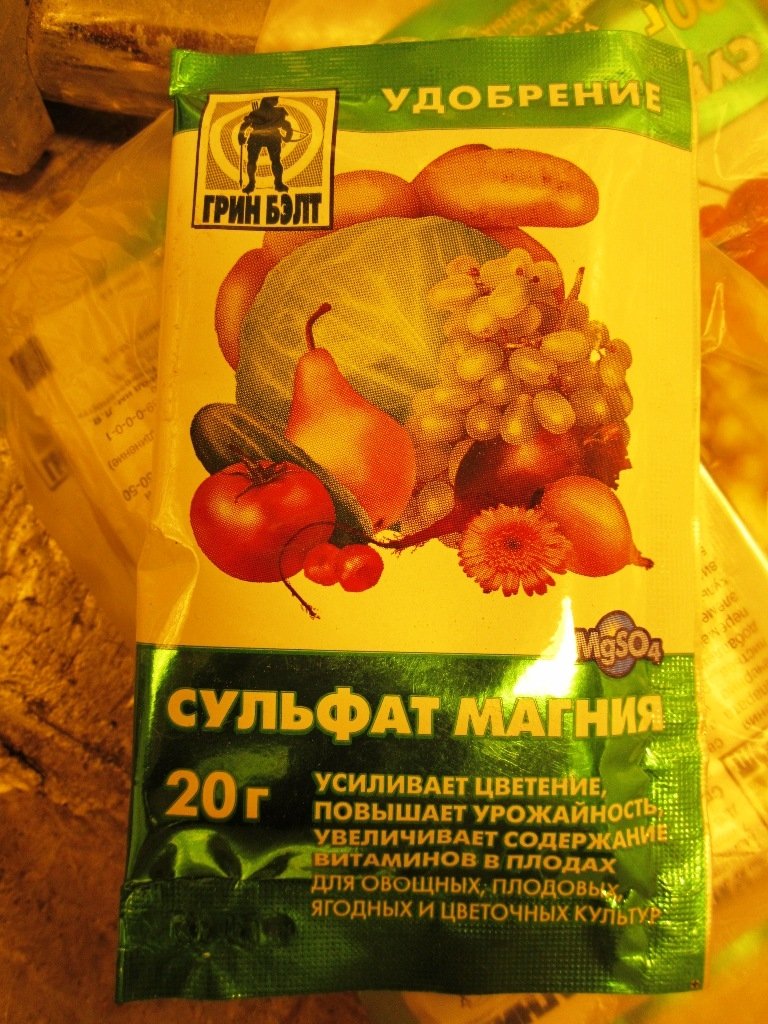 УДОБРЕНИЕ
ГРИН БЭЛТ
MgSO4
СУЛЬФАТ МАГНИЯ
20 г
УСИЛИВАЕТ ЦВЕТЕНИЕ,
ПОВЫШАЕТ УРОЖАЙНОСТЬ,
УВЕЛИЧИВАЕТ СОДЕРЖАНИЕ
ВИТАМИНОВ В ПЛОДАХ
ДЛЯ ОВОЩНЫХ, ПЛОДОВЫХ,
ЯГОДНЫХ И ЦВЕТОЧНЫХ КУЛЬТУР